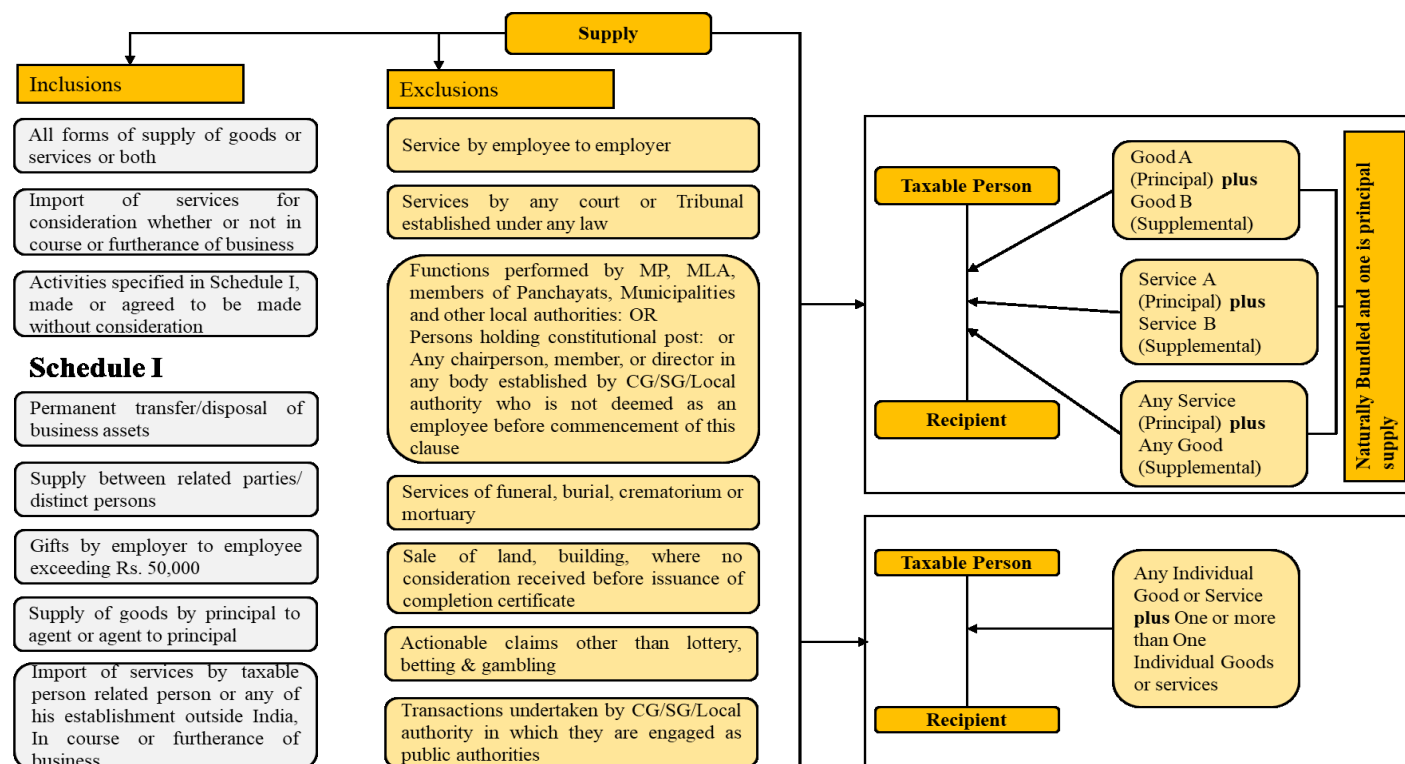 Supply
Inclusions
All forms of supply of goods or
services or both
Import of services for
consideration whether or not in
course or furtherance of business
Activities specified in Schedule I,
made or agreed to be made
without consideration
Schedule I
Permanent transfer/disposal of
business assets
Supply between related parties/
distinct persons
Gifts by employer to employee
exceeding Rs. 50,000
Supply of goods by principal to
agent or agent to principal
Import of services by taxable
person related person or any of
his establishment outside India,
In course or furtherance of
business
Exclusions
Service by employee to employer
Services by any court or Tribunal
established under any law
Functions performed by MP, MLA,
members of Panchayats, Municipalities
and other local authorities: OR
Persons holding constitutional post: or
Any chairperson, member, or director in
any body established by CG/SG/Local
authority who is not deemed as an
employee before commencement of this
clause
Services of funeral, burial, crematorium or
mortuary
Sale of land, building, where no
consideration received before issuance of
completion certificate
Actionable claims other than lottery,
betting & gambling
Transactions undertaken by CG/SG/Local
authority in which they are engaged as
public authorities
Taxable Person
Recipient
Good A
(Principal) plus
Good B
(Supplemental)
Service A
(Principal) plus
Service B
(Supplemental)
Any Service
(Principal) plus
Any Good
(Supplemental)
Naturally Bundled and one is principal
supply
Taxable Person
Recipient
Any Individual
Good or Service
plus One or more
than One
Individual Goods
or services